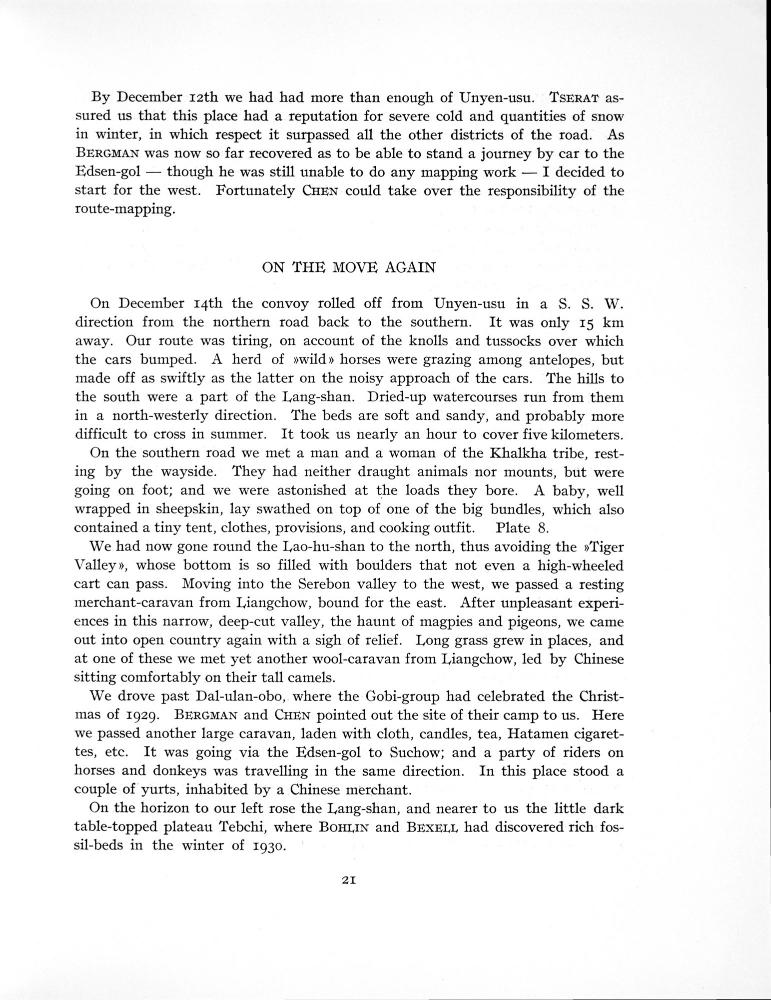 By December 12th we had had more than enough of Unyen-usu. TSERAT as-
sured us that this place had a reputation for severe cold and quantities of snow
in winter, in which respect it surpassed all the other districts of the road. As
BERGMAN was now so far recovered as to be able to stand a journey by car to the
Edsen-gol — though he was still unable to do any mapping work — I decided to
start for the west. Fortunately CHEN could take over the responsibility of the
route-mapping.
ON THE MOVE AGAIN
On December 14th the convoy rolled off from Unyen-usu in a S. S. W.
direction from the northern road back to the southern. It was only 15 km
away. Our route was tiring, on account of the knolls and tussocks over which
the cars bumped. A herd of »wild» horses were grazing among antelopes, but
made off as swiftly as the latter on the noisy approach of the cars. The hills to
the south were a part of the Lang-shan. Dried-up watercourses run from them
in a north-westerly direction. The beds are soft and sandy, and probably more
difficult to cross in summer. It took us nearly an hour to cover five kilometers.
On the southern road we met a man and a woman of the Khalkha tribe, rest-
ing by the wayside. They had neither draught animals nor mounts, but were
going on foot; and we were astonished at the loads they bore. A baby, well
wrapped in sheepskin, lay swathed on top of one of the big bundles, which also
contained a tiny tent, clothes, provisions, and cooking outfit. Plate 8.
We had now gone round the Lao-hu-shan to the north, thus avoiding the »Tiger
Valley», whose bottom is so filled with boulders that not even a high-wheeled
cart can pass. Moving into the Serebon valley to the west, we passed a resting
merchant-caravan from Liangchow, bound for the east. After unpleasant experi-
ences in this narrow, deep-cut valley, the haunt of magpies and pigeons, we came
out into open country again with a sigh of relief. Long grass grew in places, and
at one of these we met yet another wool-caravan from Liangchow, led by Chinese
sitting comfortably on their tall camels.
We drove past Dal-ulan-obo, where the Gobi-group had celebrated the Christ-
mas of 1929. BERGMAN and CHEN pointed out the site of their camp to us. Here
we passed another large caravan, laden with cloth, candles, tea, Hatamen cigaret-
tes, etc. It was going via the Edsen-gol to Suchow; and a party of riders on
horses and donkeys was travelling in the same direction. In this place stood a
couple of yurts, inhabited by a Chinese merchant.
On the horizon to our left rose the Lang-shan, and nearer to us the little dark
table-topped plateau Tebchi, where BOHLIN and BEXELL had discovered rich fos-
sil-beds in the winter of 1930.
21